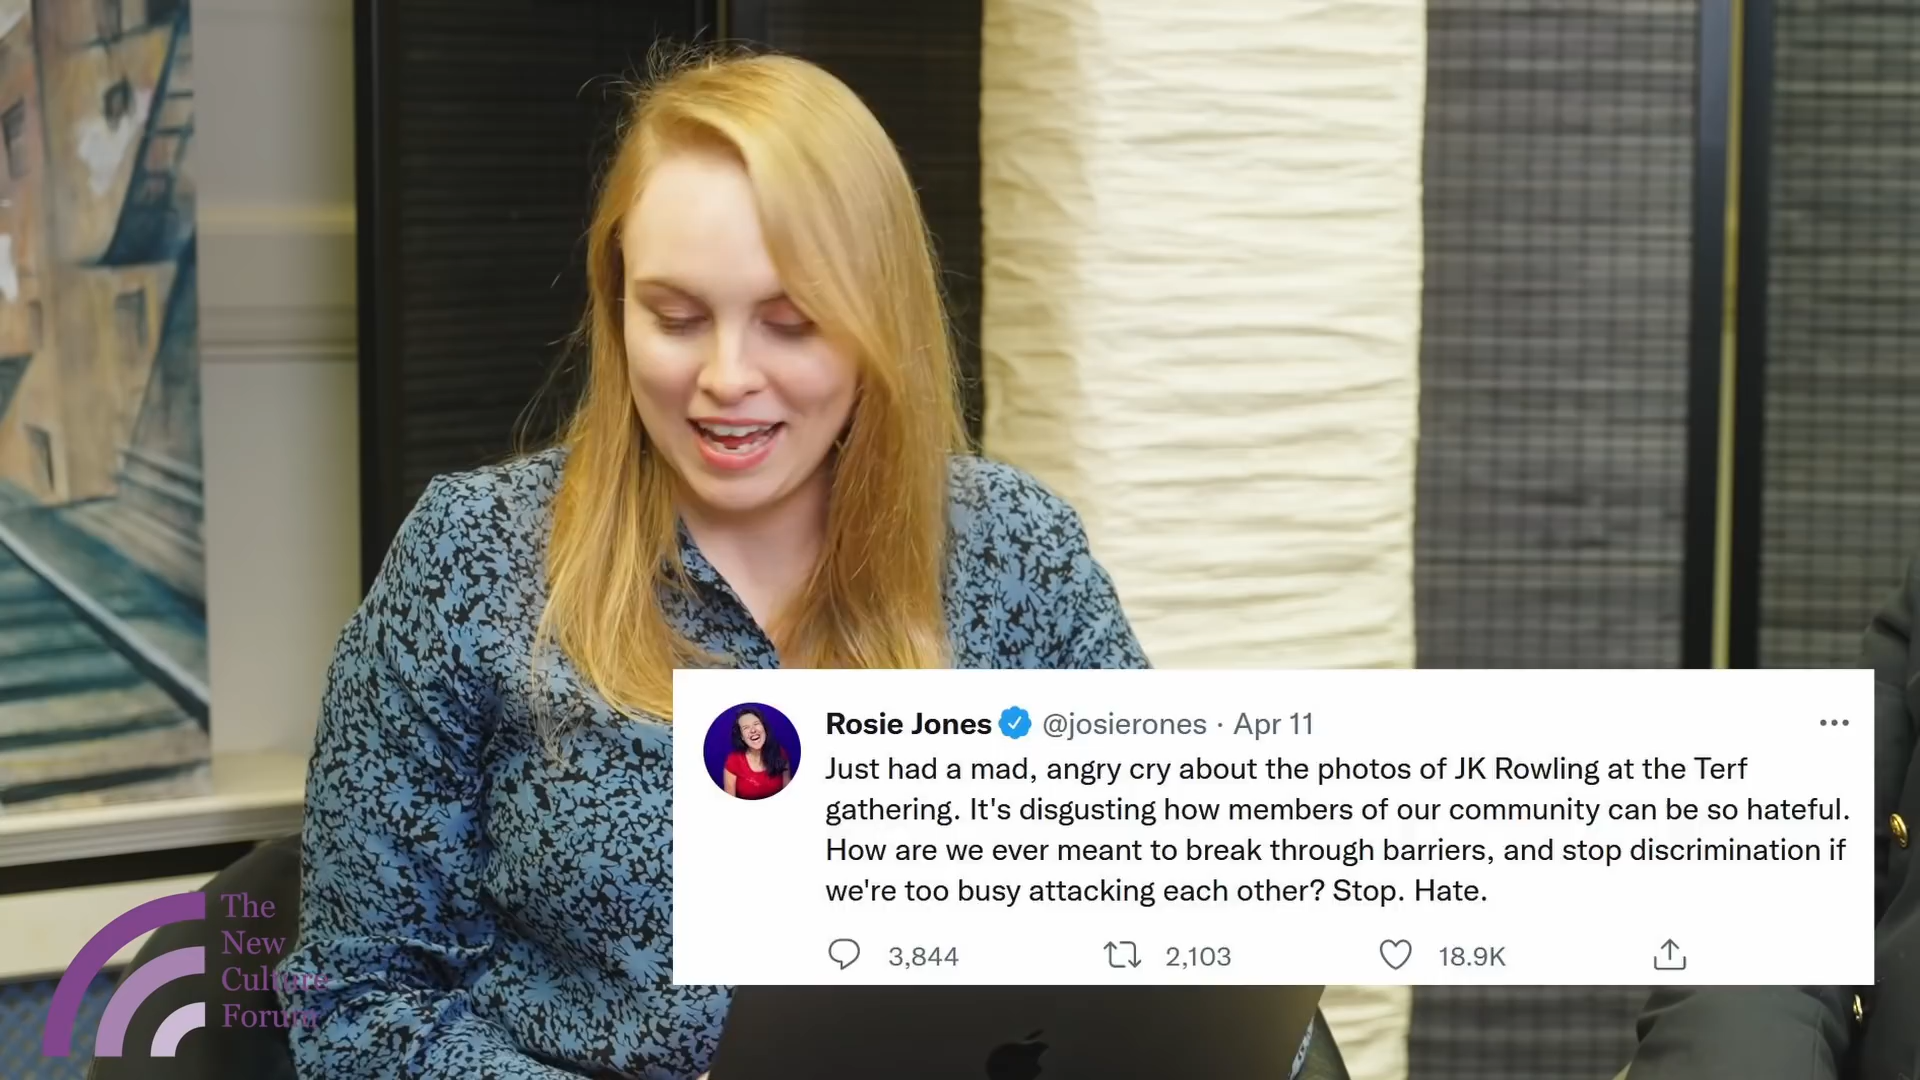 Rosie Jones @josierones · Apr 11
Just had a mad, angry cry about the photos of JK Rowling at the Terf
gathering. It's disgusting how members of our community can be so hateful.
How are we ever meant to break through barriers, and stop discrimination if
we're too busy attacking each other? Stop. Hate.
3,844 2,103 18.9K
The
New
Culture
Forum